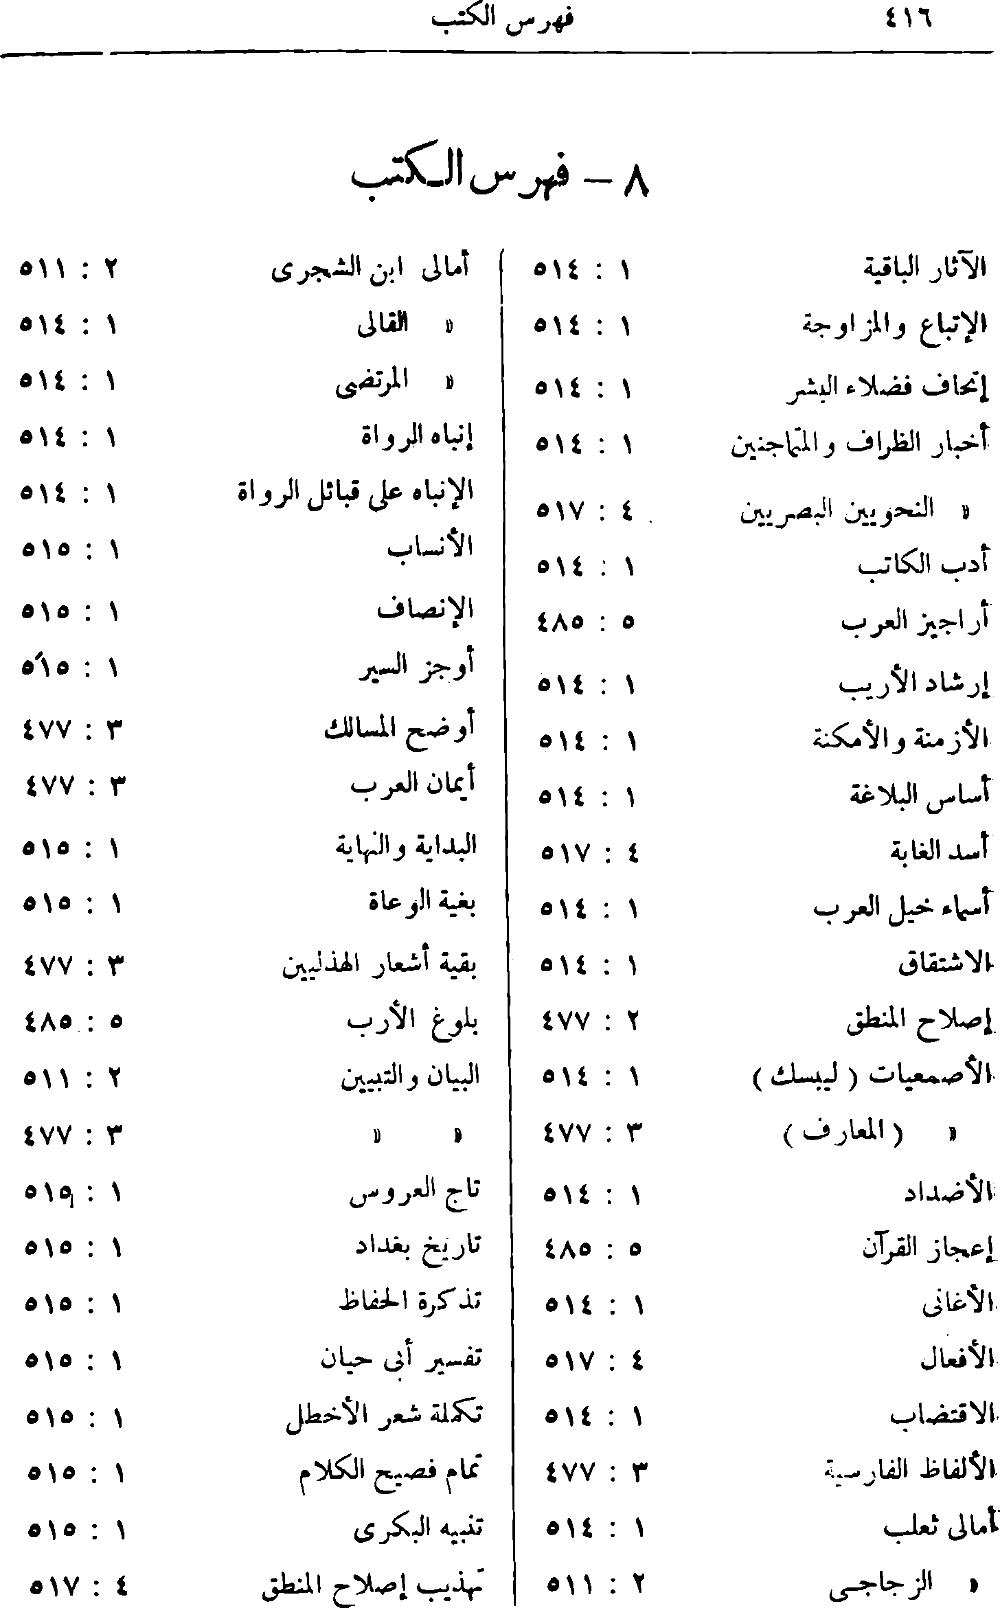 ٤١٦ فهرس الكتب
٨ – فهرس الكتب
الآثار الباقية ١ : ٥١٤
الإتباع والمزاوجة ١ : ٥١٤
إتحاف فضلاء البشر ١ : ٥١٤
أخبار الظراف والمتماجنين ١ : ٥١٤
» النحويين البصريين ٤ : ٥١٧
أدب الكاتب ١ : ٥١٤
أراجيز العرب ٥ : ٤٨٥
إرشاد الأريب ١ : ٥١٤
الأزمنة والأمكنة ١ : ٥١٤
أساس البلاغة ١ : ٥١٤
أسد الغابة ٤ : ٥١٧
أسماء خيل العرب ١ : ٥١٤
الاشتقاق ١ : ٥١٤
إصلاح المنطق ٢ : ٤٧٧
الأصمعيات ( ليبسك ) ١ : ٥١٤
» ( المعارف ) ٣ : ٤٧٧
الأضداد ١ : ٥١٤
إعجاز القرآن ٥ : ٤٨٥
الأغانى ١ : ٥١٤
الأفعال ٤ : ٥١٧
الاقتضاب ١ : ٥١٤
الألفاظ الفارسية ٣ : ٤٧٧
أمالى ثعلب ١ : ٥١٤
» الزجاجى ٢ : ٥١١
أمالى ابن الشجرى ٢ : ٥١١
» القالى ١ : ٥١٤
» المرتضى ١ : ٥١٤
إنباه الرواة ١ : ٥١٤
الإنباه على قبائل الرواة ١ : ٥١٤
الأنساب ١ : ٥١٥
الإنصاف ١ : ٥١٥
أوجز السير ١ : ٥١٥
أوضح المسالك ٣ : ٤٧٧
أيمان العرب ٣ : ٤٧٧
البداية والنهاية ١ : ٥١٥
بغية الوعاة ١ : ٥١٥
بقية أشعار الهذليين ٣ : ٤٧٧
بلوغ الأرب ٥ : ٤٨٥
البيان والتبيين ٢ : ٥١١
» » ٣ : ٤٧٧
تاج العروس ١ : ٥١٥
تاريخ بغداد ١ : ٥١٥
تذكرة الحفاظ ١ : ٥١٥
تفسير أبى حيان ١ : ٥١٥
تكملة شعر الأخطل ١ : ٥١٥
تمام فصيح الكلام ١ : ٥١٥
تنبيه البكرى ١ : ٥١٥
تهذيب إصلاح المنطق ٤ : ٥١٧